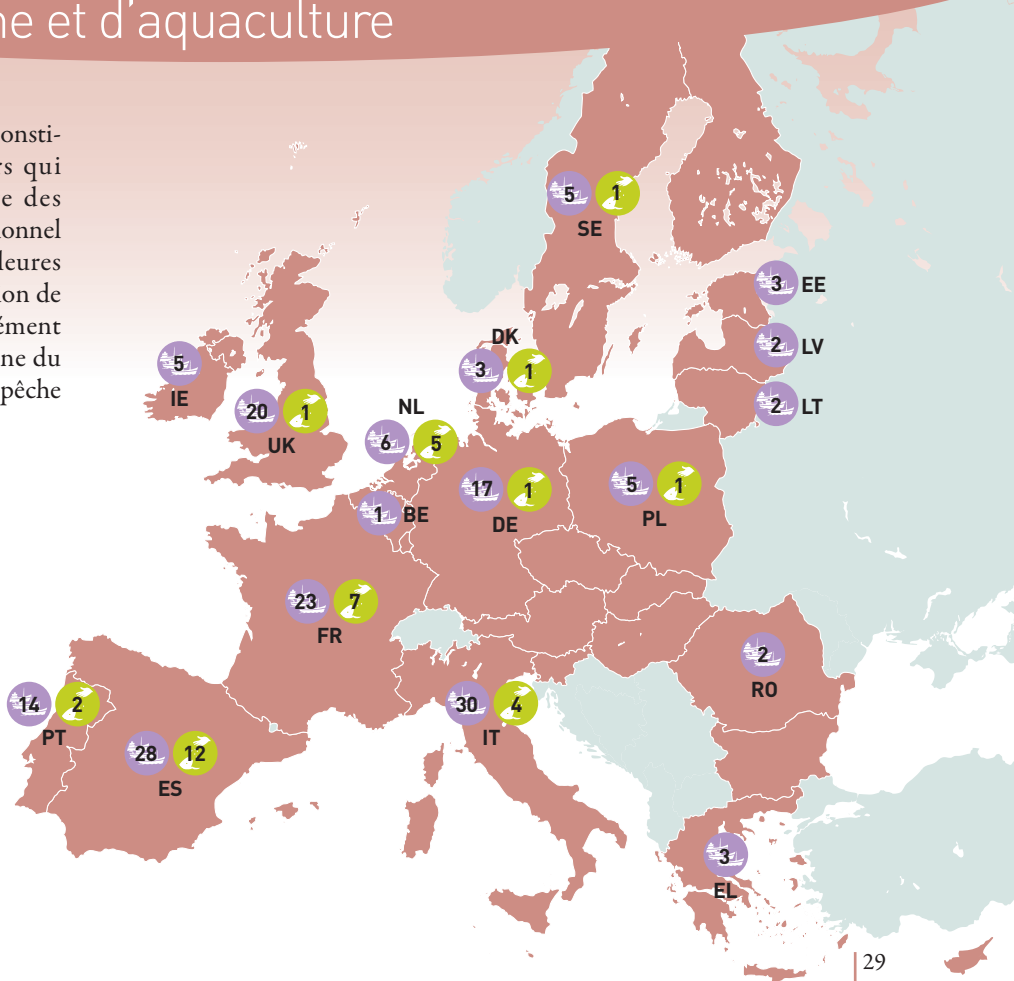 ne et d'aquaculture
onsti-
rs qui
e des
onnel
leures
on de
ément
ne du
pêche
5 1
SE
3 EE
2 LV
2 LT
DK
3 1
5
IE
20 1
UK
NL
6 5
17 1
DE
5 1
PL
1 BE
23 7
FR
2
RO
14 2
PT
28 12
ES
30 4
IT
3
EL
29